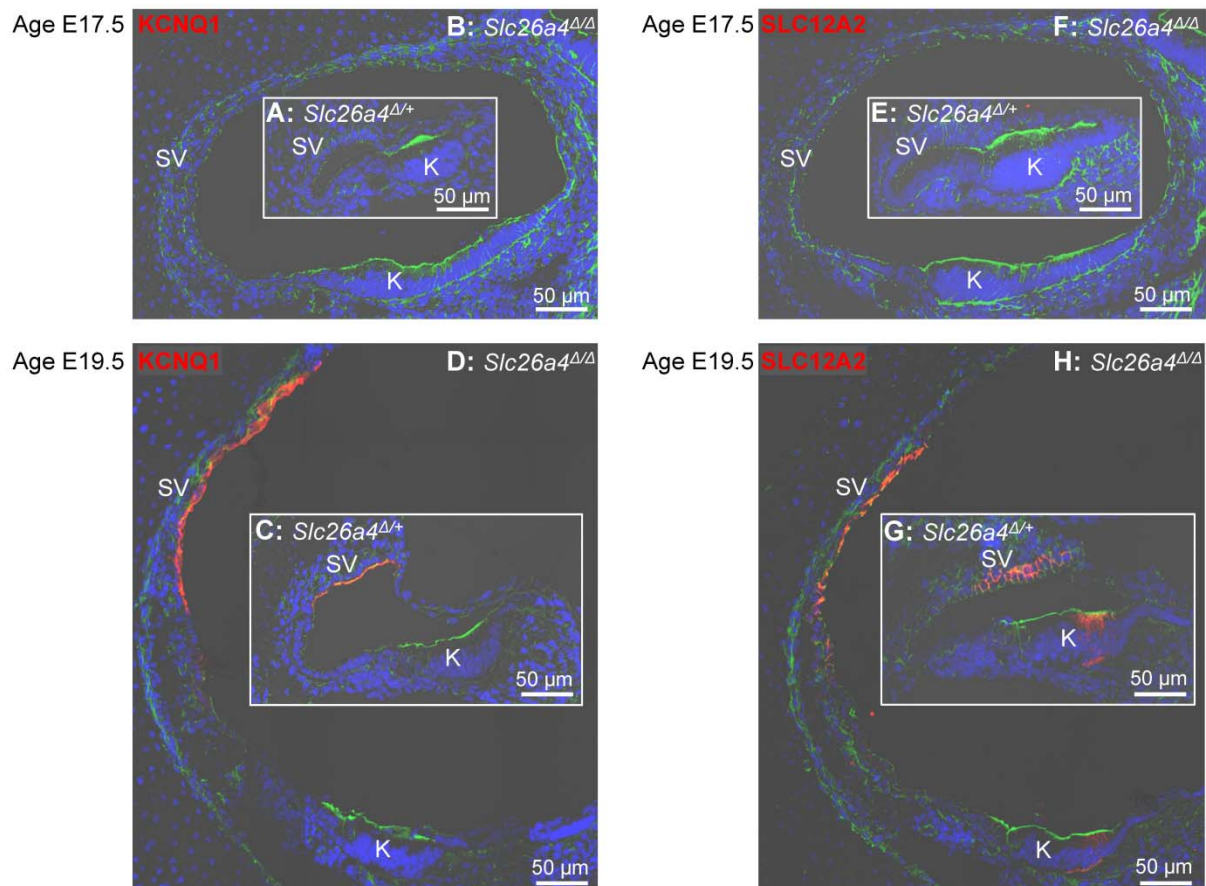 Age E17.5 KCNQ1 B: Slc26a4Δ/Δ
A: Slc26a4Δ/+
SV
SV
K
50 µm
K
50 µm
Age E17.5 SLC12A2 F: Slc26a4Δ/Δ
E: Slc26a4Δ/+
SV
SV
K
50 µm
K
50 µm
Age E19.5 KCNQ1 D: Slc26a4Δ/Δ
SV
C: Slc26a4Δ/+
SV
K
50 µm
K
50 µm
Age E19.5 SLC12A2 H: Slc26a4Δ/Δ
SV
G: Slc26a4Δ/+
SV
K
50 µm
K
50 µm